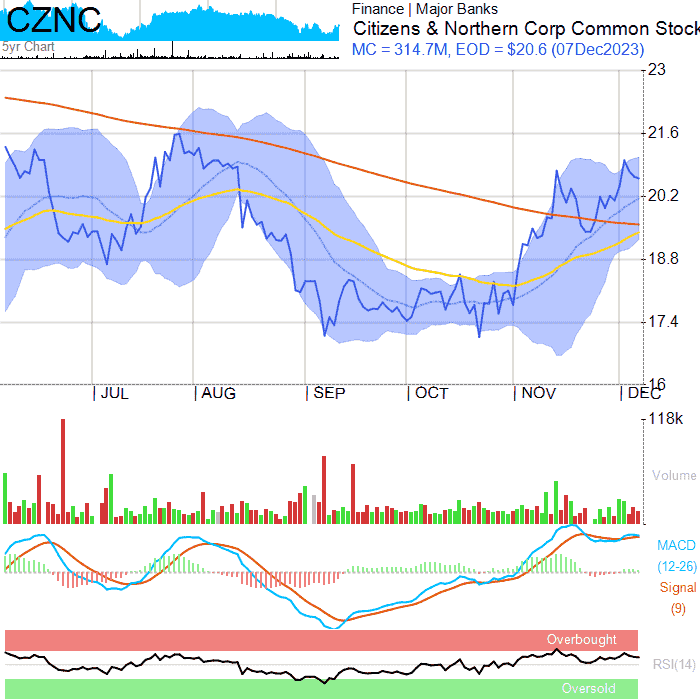 CZNC
5yr Chart
Finance | Major Banks
Citizens & Northern Corp Common Stock
MC = 314.7M, EOD = $20.6 (07Dec2023)
23
21.6
20.2
18.8
17.4
16
JUL AUG SEP OCT NOV DEC
118k
Volume
MACD
(12-26)
Signal
(9)
Overbought
RSI(14)
Oversold